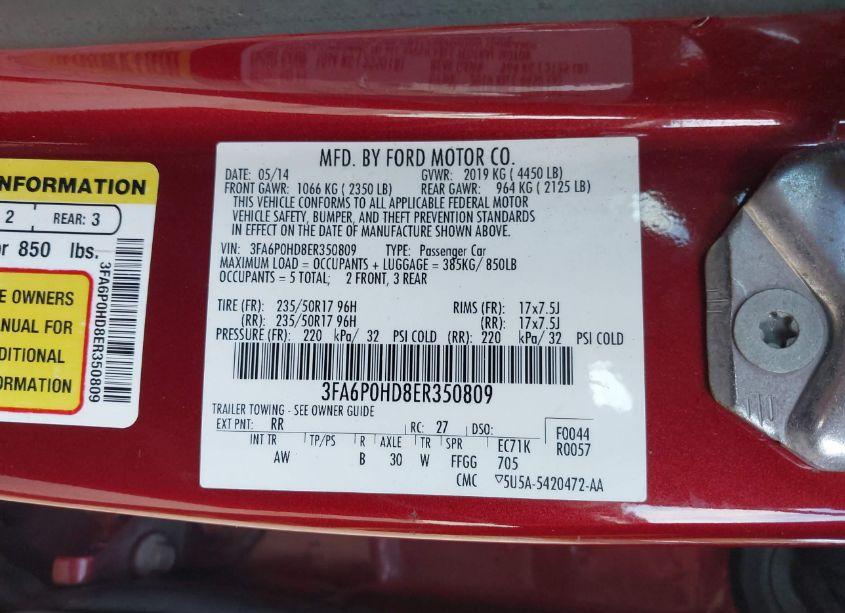 NFORMATION
2 REAR: 3
r 850 lbs.
3FA6P0HD8ER350809
E OWNERS
NUAL FOR
DITIONAL
ORMATION
MFD. BY FORD MOTOR CO.
DATE: 05/14 GVWR: 2019 KG ( 4450 LB)
FRONT GAWR: 1066 KG ( 2350 LB) REAR GAWR: 964 KG ( 2125 LB)
THIS VEHICLE CONFORMS TO ALL APPLICABLE FEDERAL MOTOR
VEHICLE SAFETY, BUMPER, AND THEFT PREVENTION STANDARDS
IN EFFECT ON THE DATE OF MANUFACTURE SHOWN ABOVE.
VIN: 3FA6P0HD8ER350809 TYPE: Passenger Car
MAXIMUM LOAD = OCCUPANTS + LUGGAGE = 385KG/ 850LB
OCCUPANTS = 5 TOTAL; 2 FRONT, 3 REAR
TIRE (FR): 235/50R17 96H RIMS (FR): 17x7.5J
(RR): 235/50R17 96H (RR): 17x7.5J
PRESSURE (FR): 220 kPa/ 32 PSI COLD (RR): 220 kPa/ 32 PSI COLD
3FA6P0HD8ER350809
TRAILER TOWING - SEE OWNER GUIDE
EXT PNT: RR RC: 27 DSO: F0044
R0057
INT TR TP/PS R AXLE TR SPR EC71K
AW B 30 W FFGG 705
CMC ▽5U5A-5420472-AA